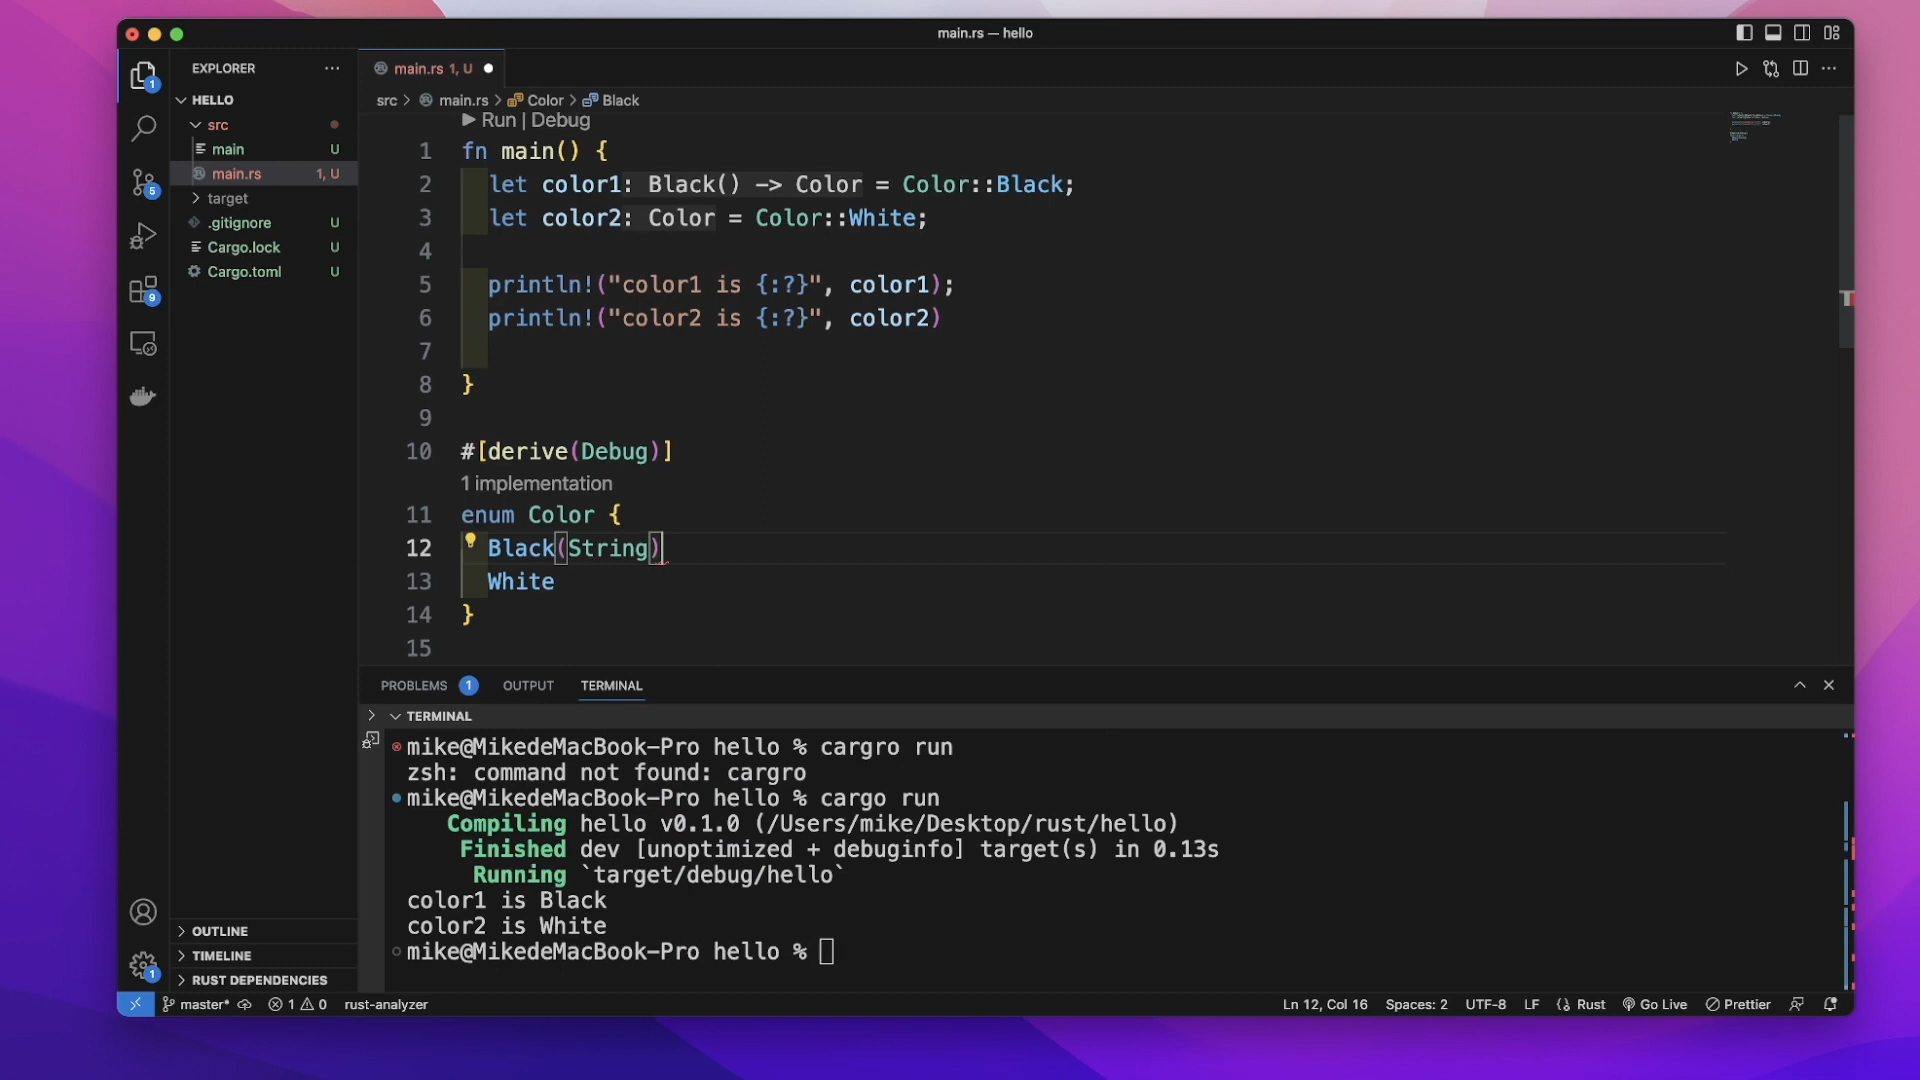 main.rs — hello
EXPLORER
HELLO
src
main U
main.rs 1, U
target
.gitignore U
Cargo.lock U
Cargo.toml U
OUTLINE
TIMELINE
RUST DEPENDENCIES
1
5
9
1
main.rs 1, U
src > main.rs > Color > Black
Run | Debug
1 fn main() {
2 let color1: Black() -> Color = Color::Black;
3 let color2: Color = Color::White;
4
5 println!("color1 is {:?}", color1);
6 println!("color2 is {:?}", color2)
7
8 }
9
10 #[derive(Debug)]
1 implementation
11 enum Color {
12 Black(String)
13 White
14 }
15
PROBLEMS 1 OUTPUT TERMINAL
TERMINAL
mike@MikedeMacBook-Pro hello % cargro run
zsh: command not found: cargro
mike@MikedeMacBook-Pro hello % cargo run
Compiling hello v0.1.0 (/Users/mike/Desktop/rust/hello)
Finished dev [unoptimized + debuginfo] target(s) in 0.13s
Running `target/debug/hello`
color1 is Black
color2 is White
mike@MikedeMacBook-Pro hello %
master* 1 0 rust-analyzer Ln 12, Col 16 Spaces: 2 UTF-8 LF Rust Go Live Prettier